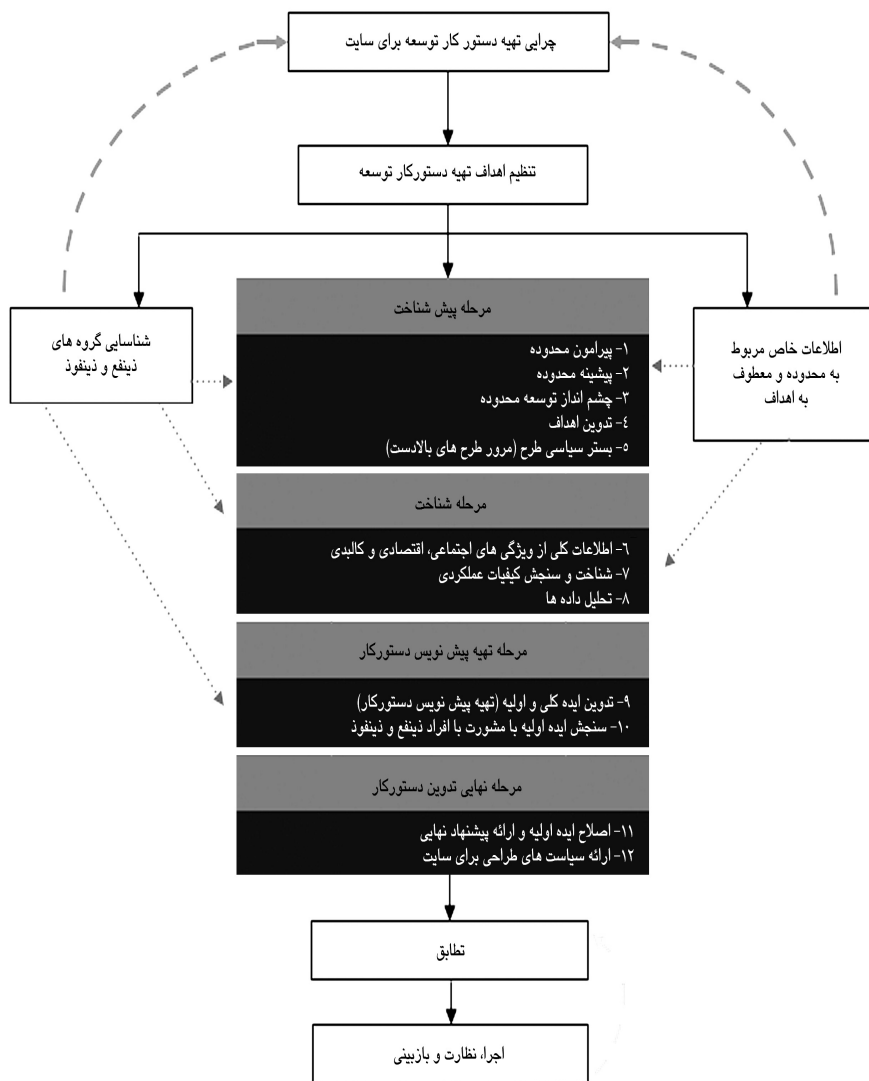 چرایی تهیه دستور کار توسعه برای سایت
تنظیم اهداف تهیه دستورکار توسعه
اطلاعات خاص مربوط
به محدوده و معطوف
به اهداف
مرحله پیش شناخت
۱- پیرامون محدوده
۲- پیشینه محدوده
۳- چشم انداز توسعه محدوده
٤- تدوین اهداف
٥- بستر سیاسی طرح (مرور طرح های بالادست)
شناسایی گروه های
ذینفع و ذینفوذ
مرحله شناخت
٦- اطلاعات کلی از ویژگی های اجتماعی، اقتصادی و کالبدی
۷- شناخت و سنجش کیفیات عملکردی
۸- تحلیل داده ها
مرحله تهیه پیش نویس دستورکار
۹- تدوین ایده کلی و اولیه (تهیه پیش نویس دستورکار)
۱۰- سنجش ایده اولیه با مشورت با افراد ذینفع و ذینفوذ
مرحله نهایی تدوین دستورکار
۱۱- اصلاح ایده اولیه و ارائه پیشنهاد نهایی
۱۲- ارائه سیاست های طراحی برای سایت
تطابق
اجرا، نظارت و بازبینی